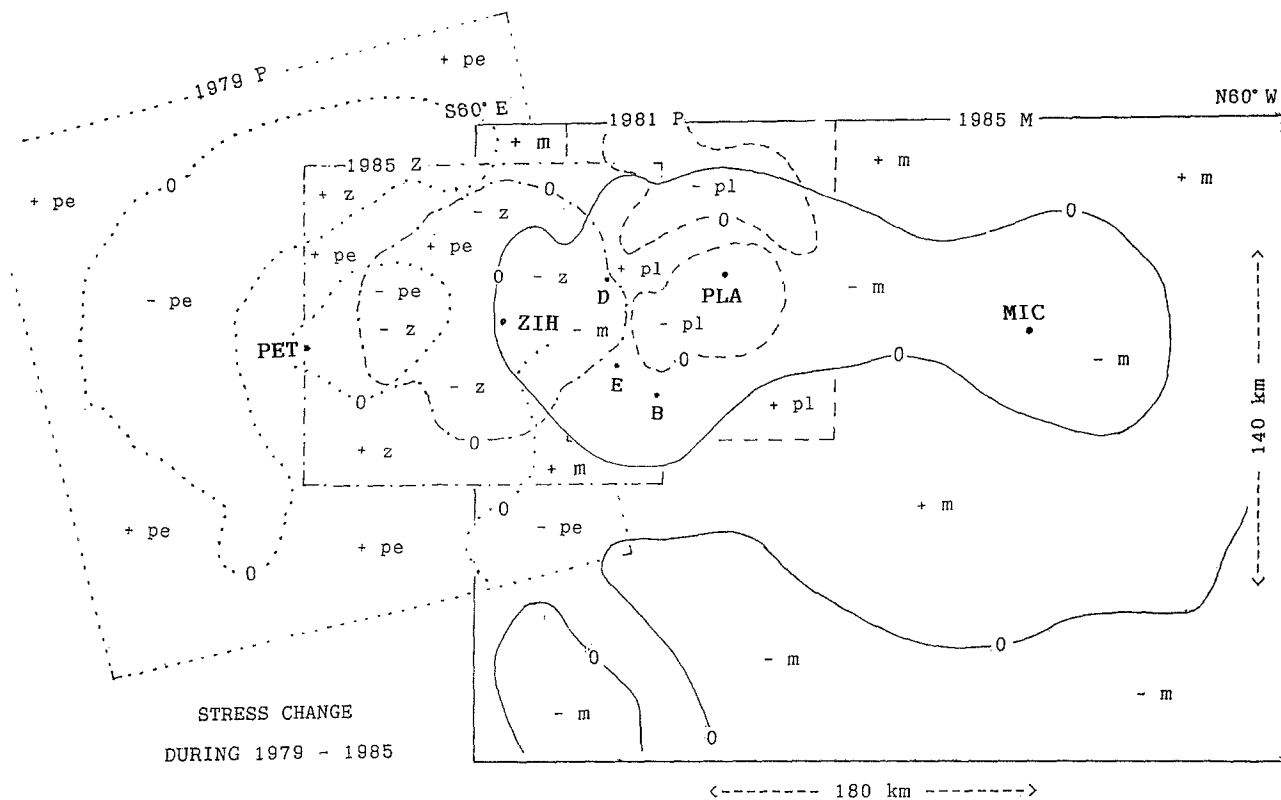 + pe
1979 P
S60° E
N60° W
1981 P
1985 M
+ m
+ m
1985 Z
+ m
+ z
0
0
- pl
+ pe
- z
0
0
+ pe
+ pe
0
- z
+ pl
- pe
- pe
D
PLA
- m
- z
ZIH
- m
- pl
MIC
PET
0
0
- m
E
- z
B
0
+ pl
0
+ z
+ m
140 km
0
+ m
+ pe
- pe
+ pe
0
0
0
- m
- m
STRESS CHANGE
- m
0
DURING 1979 - 1985
<------- 180 km -------->